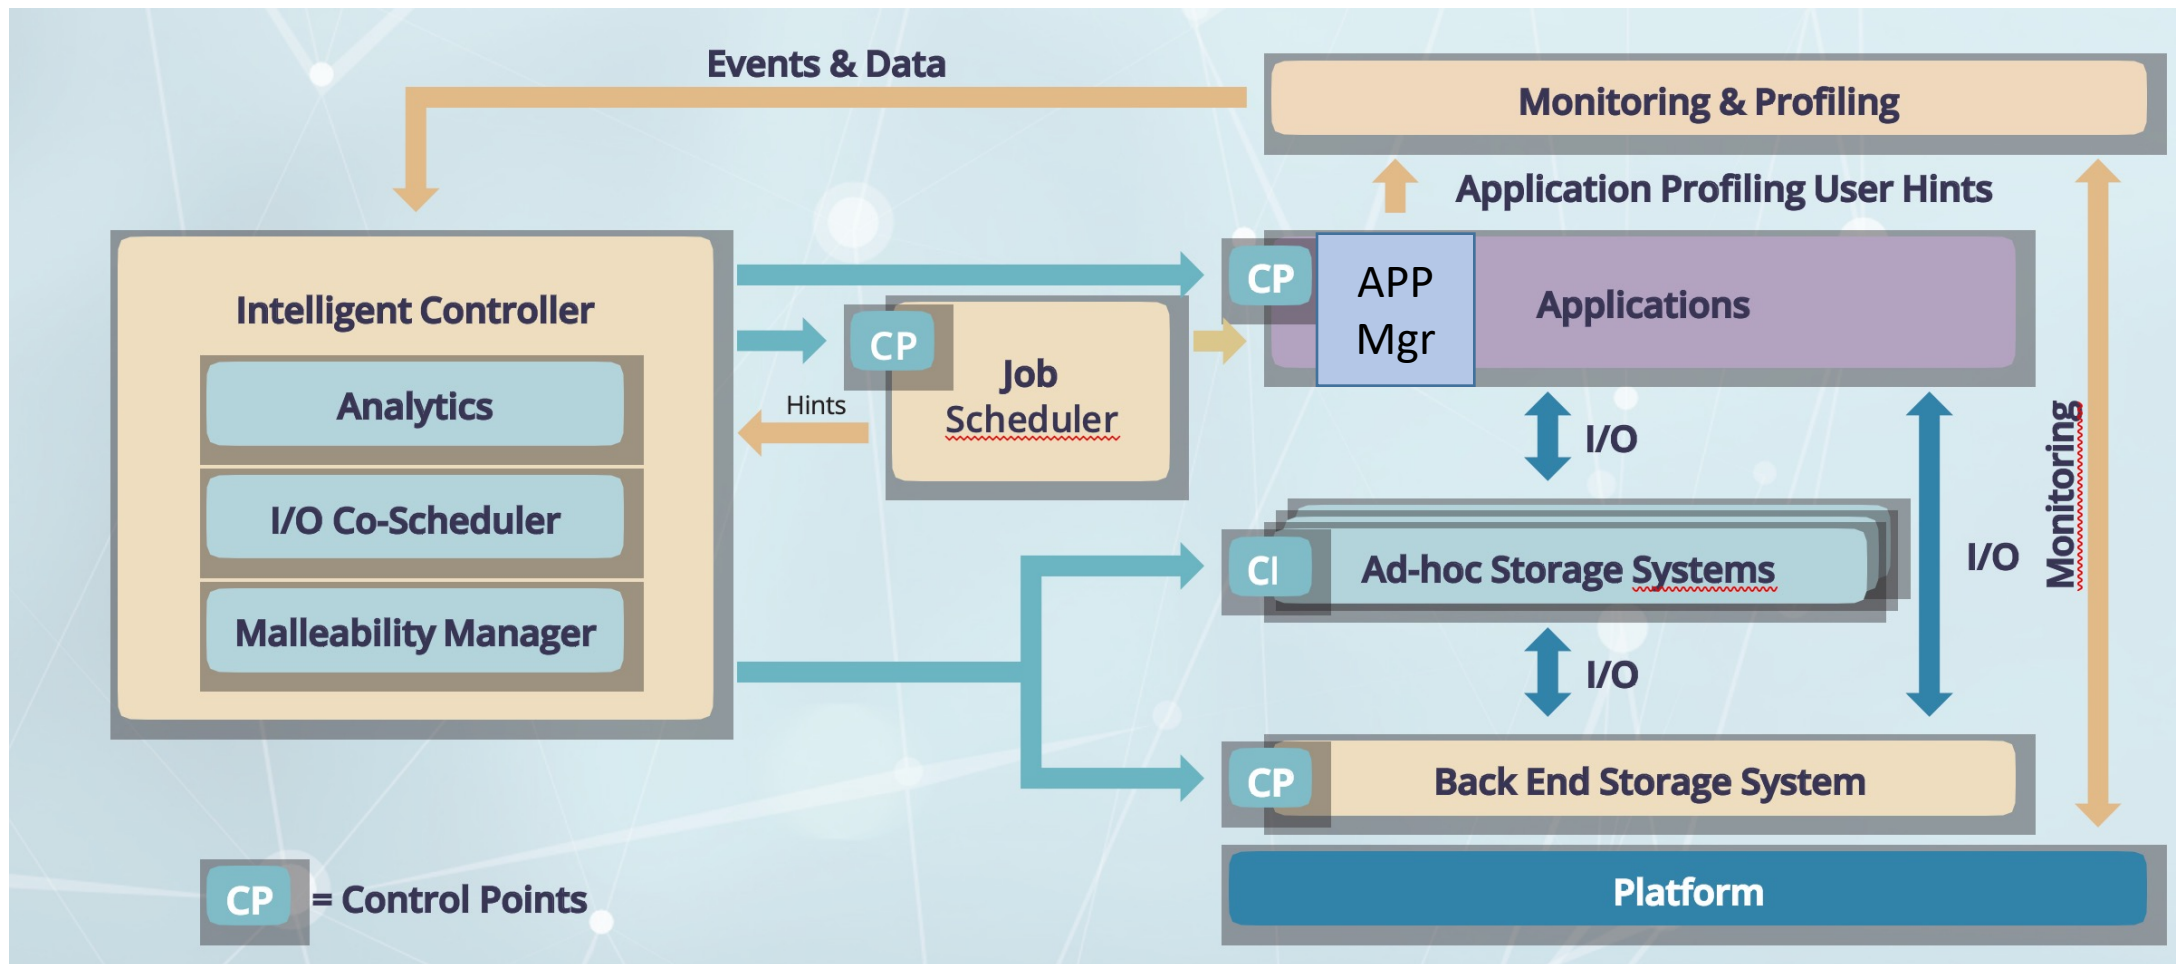 Events & Data
Monitoring & Profiling
Application Profiling User Hints
Intelligent Controller
Analytics
I/O Co-Scheduler
Malleability Manager
CP
Job
Scheduler
Hints
CP
APP
Mgr
Applications
I/O
I/O
Monitoring
CI
Ad-hoc Storage Systems
I/O
CP
Back End Storage System
Platform
CP = Control Points